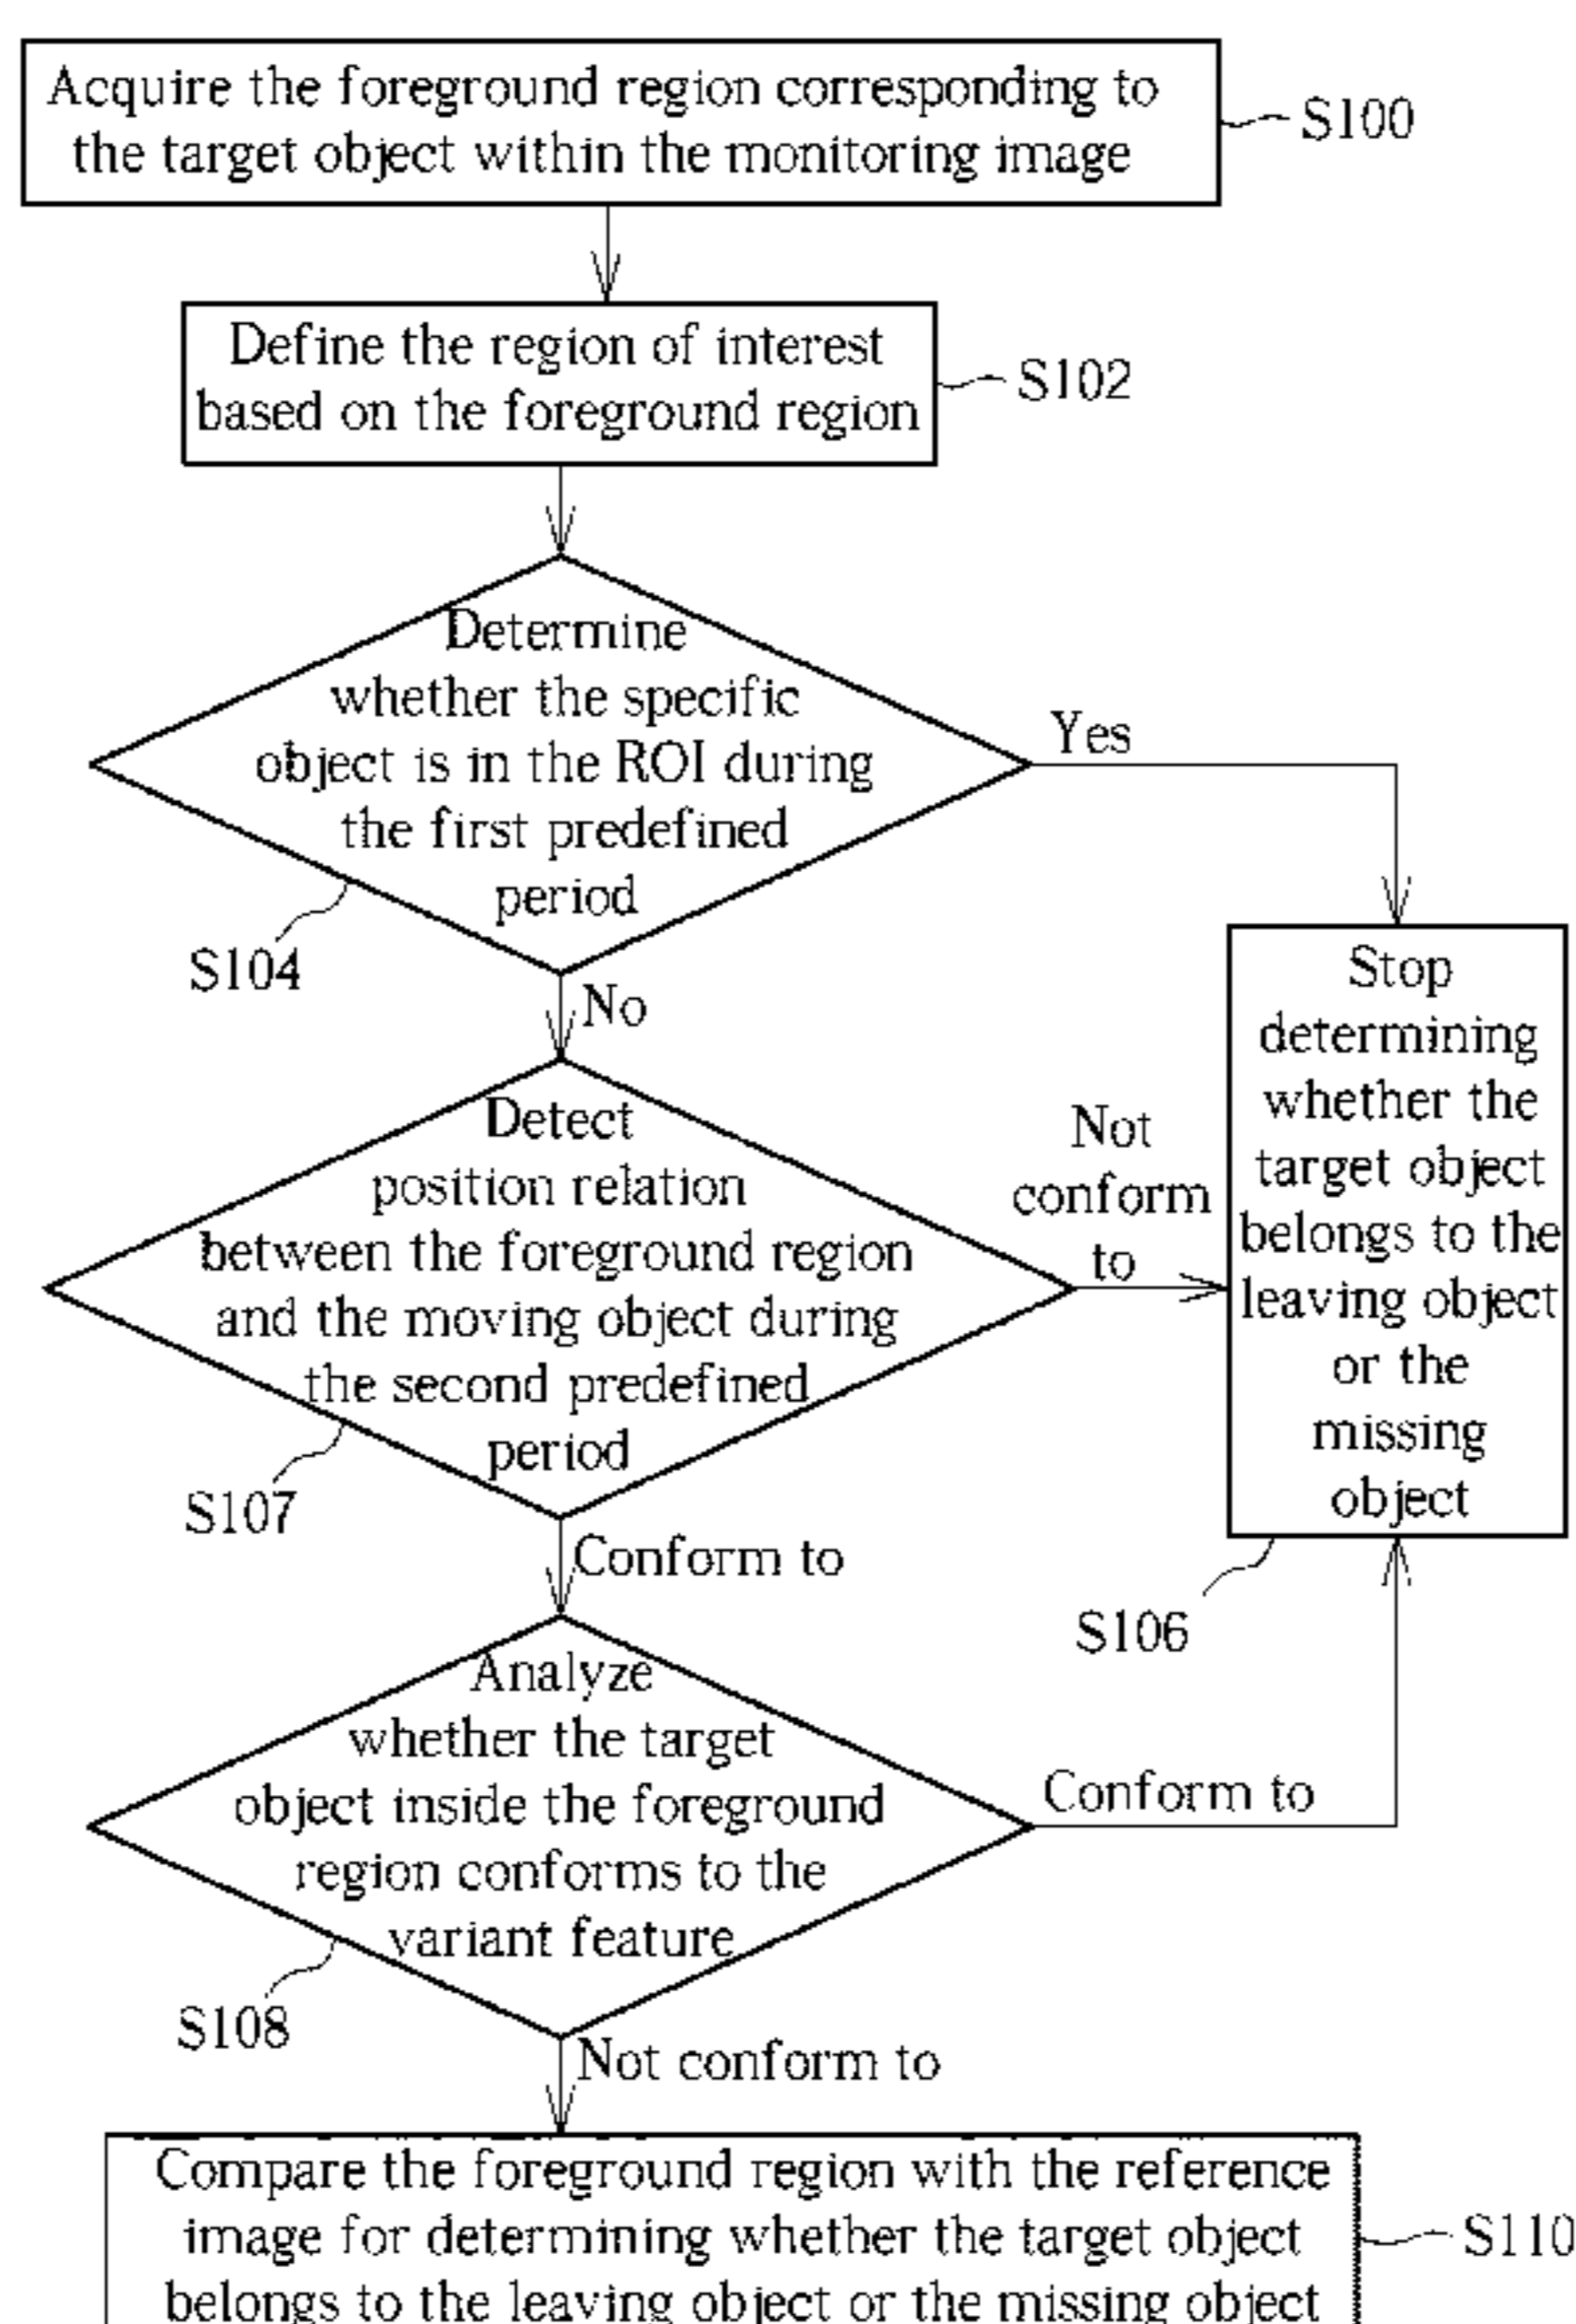 Acquire the foreground region corresponding to
the target object within the monitoring image
S100
Define the region of interest
based on the foreground region
S102
Determine
whether the specific
object is in the ROI during
the first predefined
period
Yes
S104
No
Stop
determining
whether the
target object
belongs to the
leaving object
or the
missing
object
S106
Detect
position relation
between the foreground region
and the moving object during
the second predefined
period
Not
conform
to
S107
Conform to
Analyze
whether the target
object inside the foreground
region conforms to the
variant feature
Conform to
S108
Not conform to
Compare the foreground region with the reference
image for determining whether the target object
belongs to the leaving object or the missing object
S110